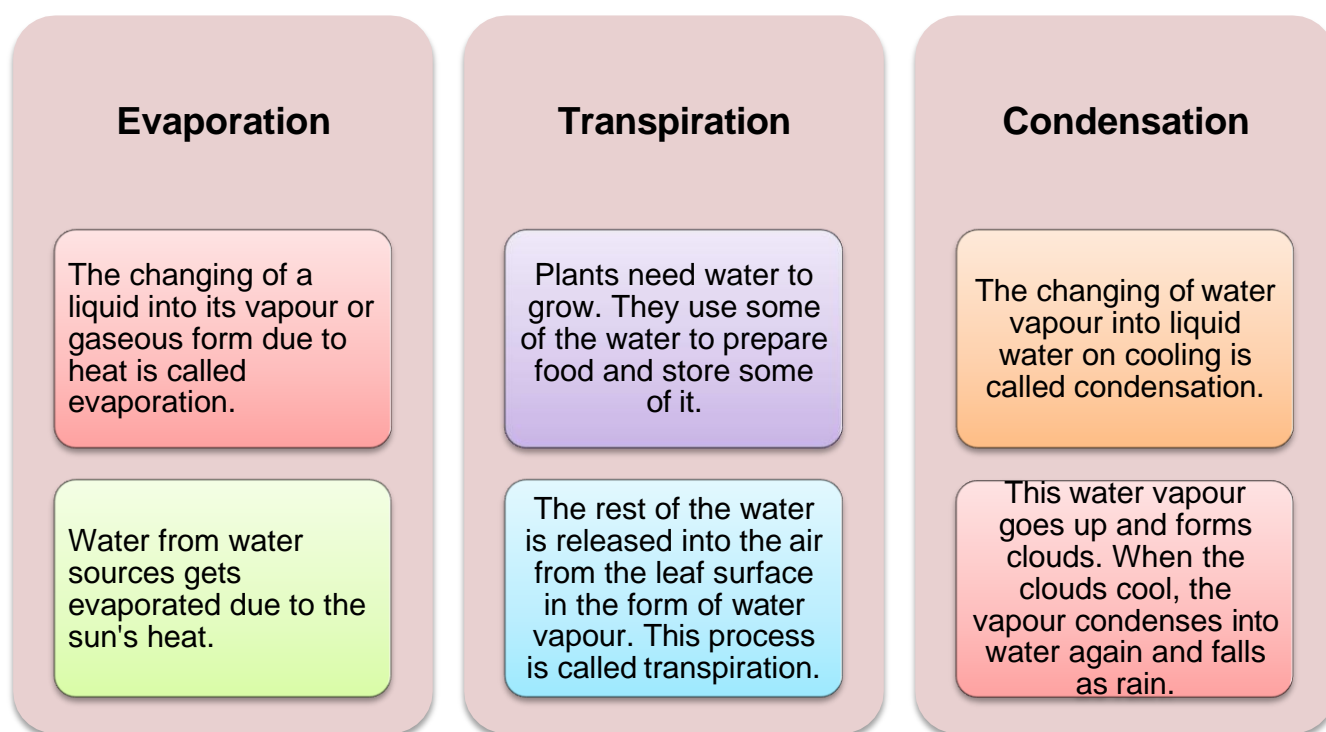 Evaporation
The changing of a
liquid into its vapour or
gaseous form due to
heat is called
evaporation.
Water from water
sources gets
evaporated due to the
sun's heat.
Transpiration
Plants need water to
grow. They use some
of the water to prepare
food and store some
of it.
The rest of the water
is released into the air
from the leaf surface
in the form of water
vapour. This process
is called transpiration.
Condensation
The changing of water
vapour into liquid
water on cooling is
called condensation.
This water vapour
goes up and forms
clouds. When the
clouds cool, the
vapour condenses into
water again and falls
as rain.